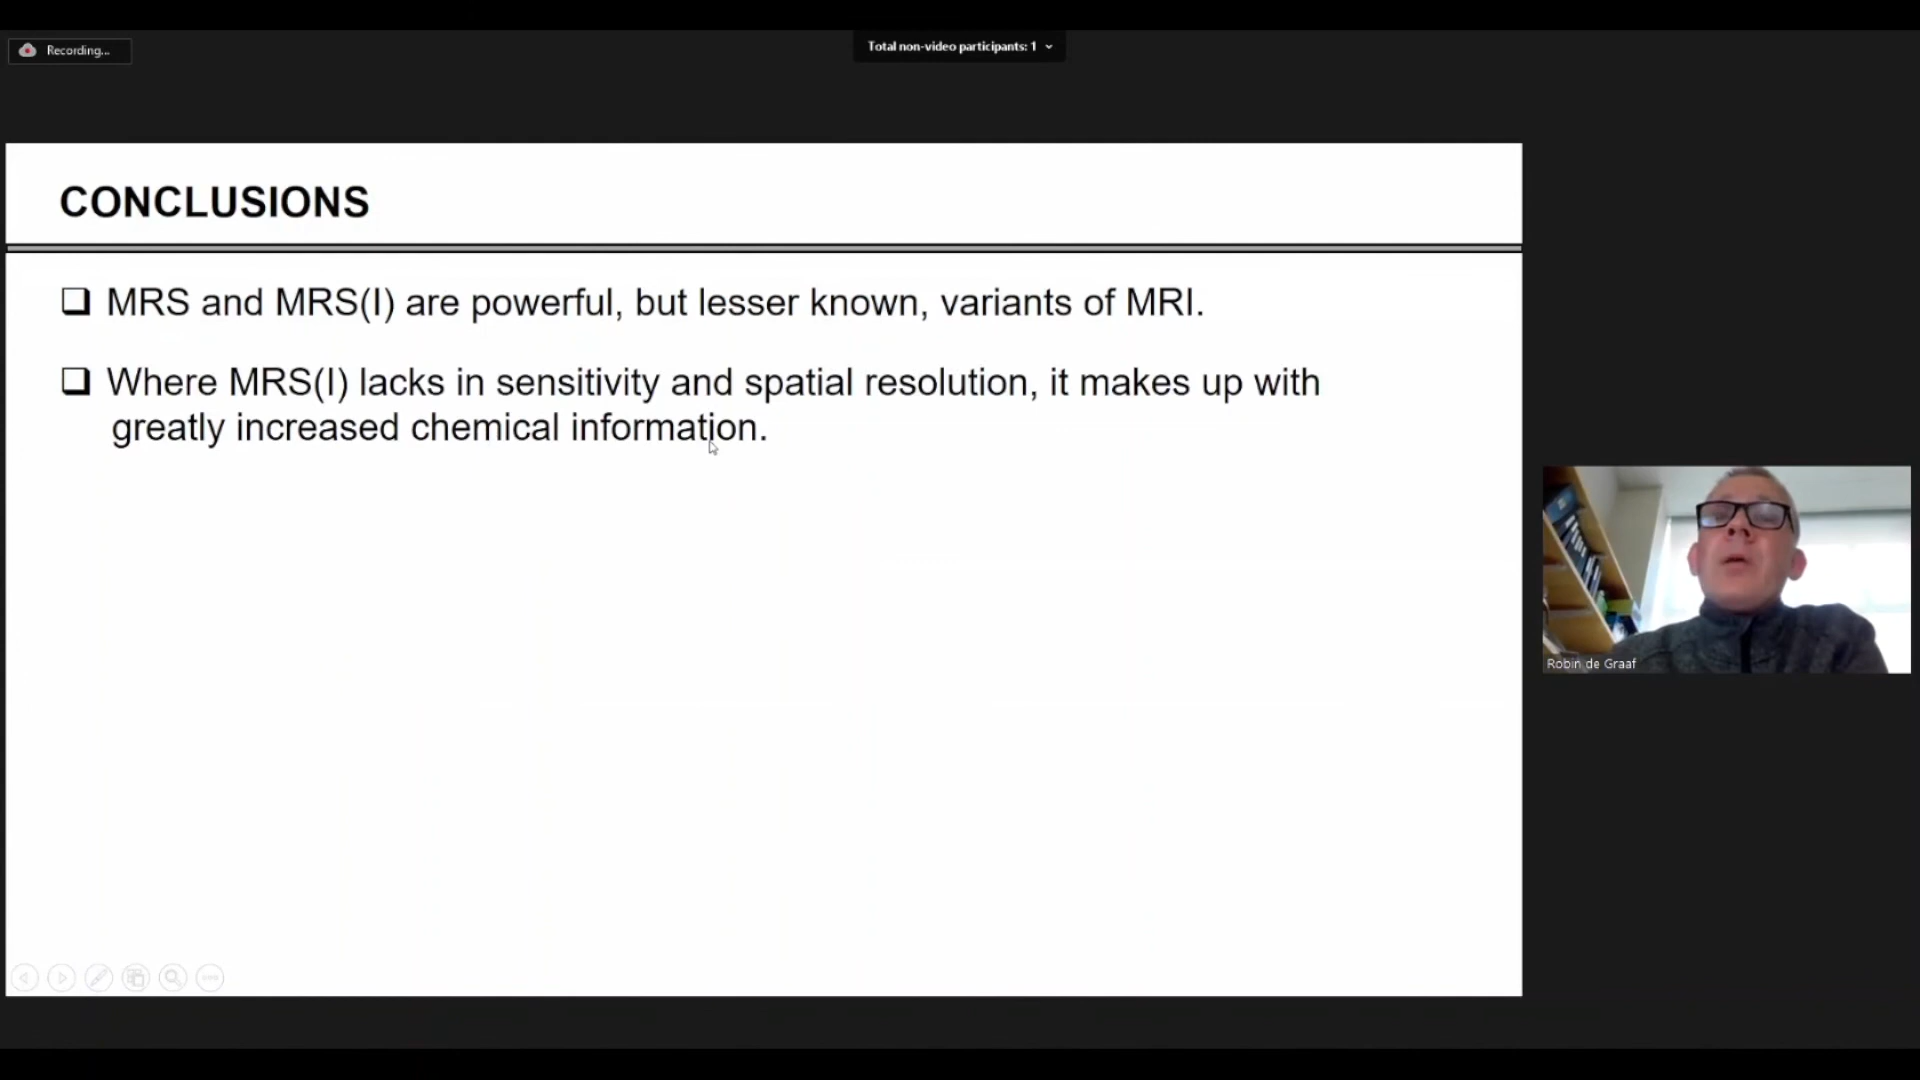 Recording...
Total non-video participants: 1
CONCLUSIONS
MRS and MRS(I) are powerful, but lesser known, variants of MRI.
Where MRS(I) lacks in sensitivity and spatial resolution, it makes up with
greatly increased chemical information.
Robin de Graaf